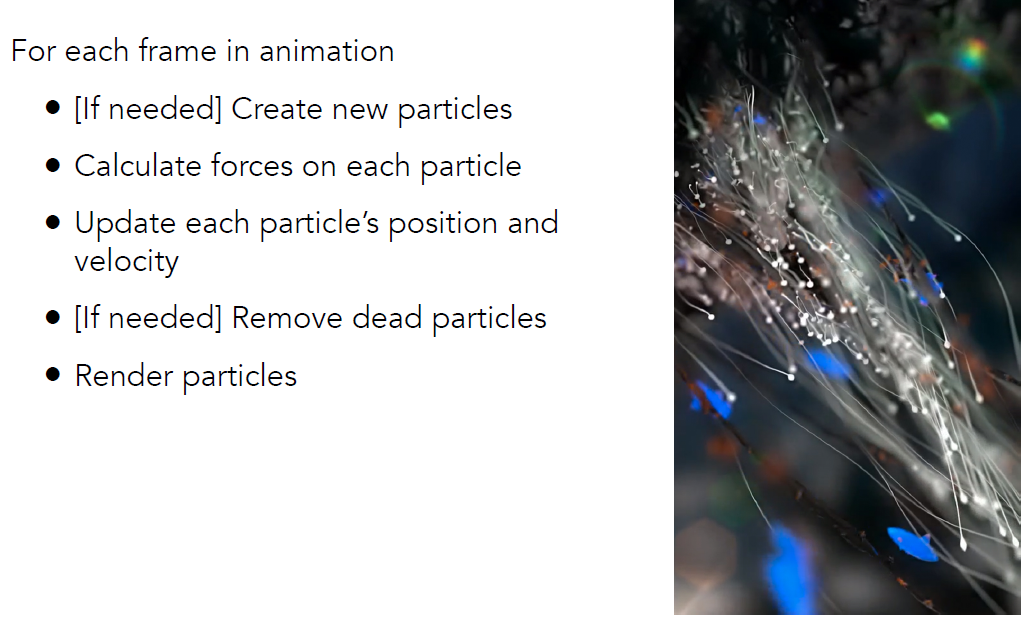 For each frame in animation
• [If needed] Create new particles
• Calculate forces on each particle
• Update each particle’s position and
velocity
• [If needed] Remove dead particles
• Render particles